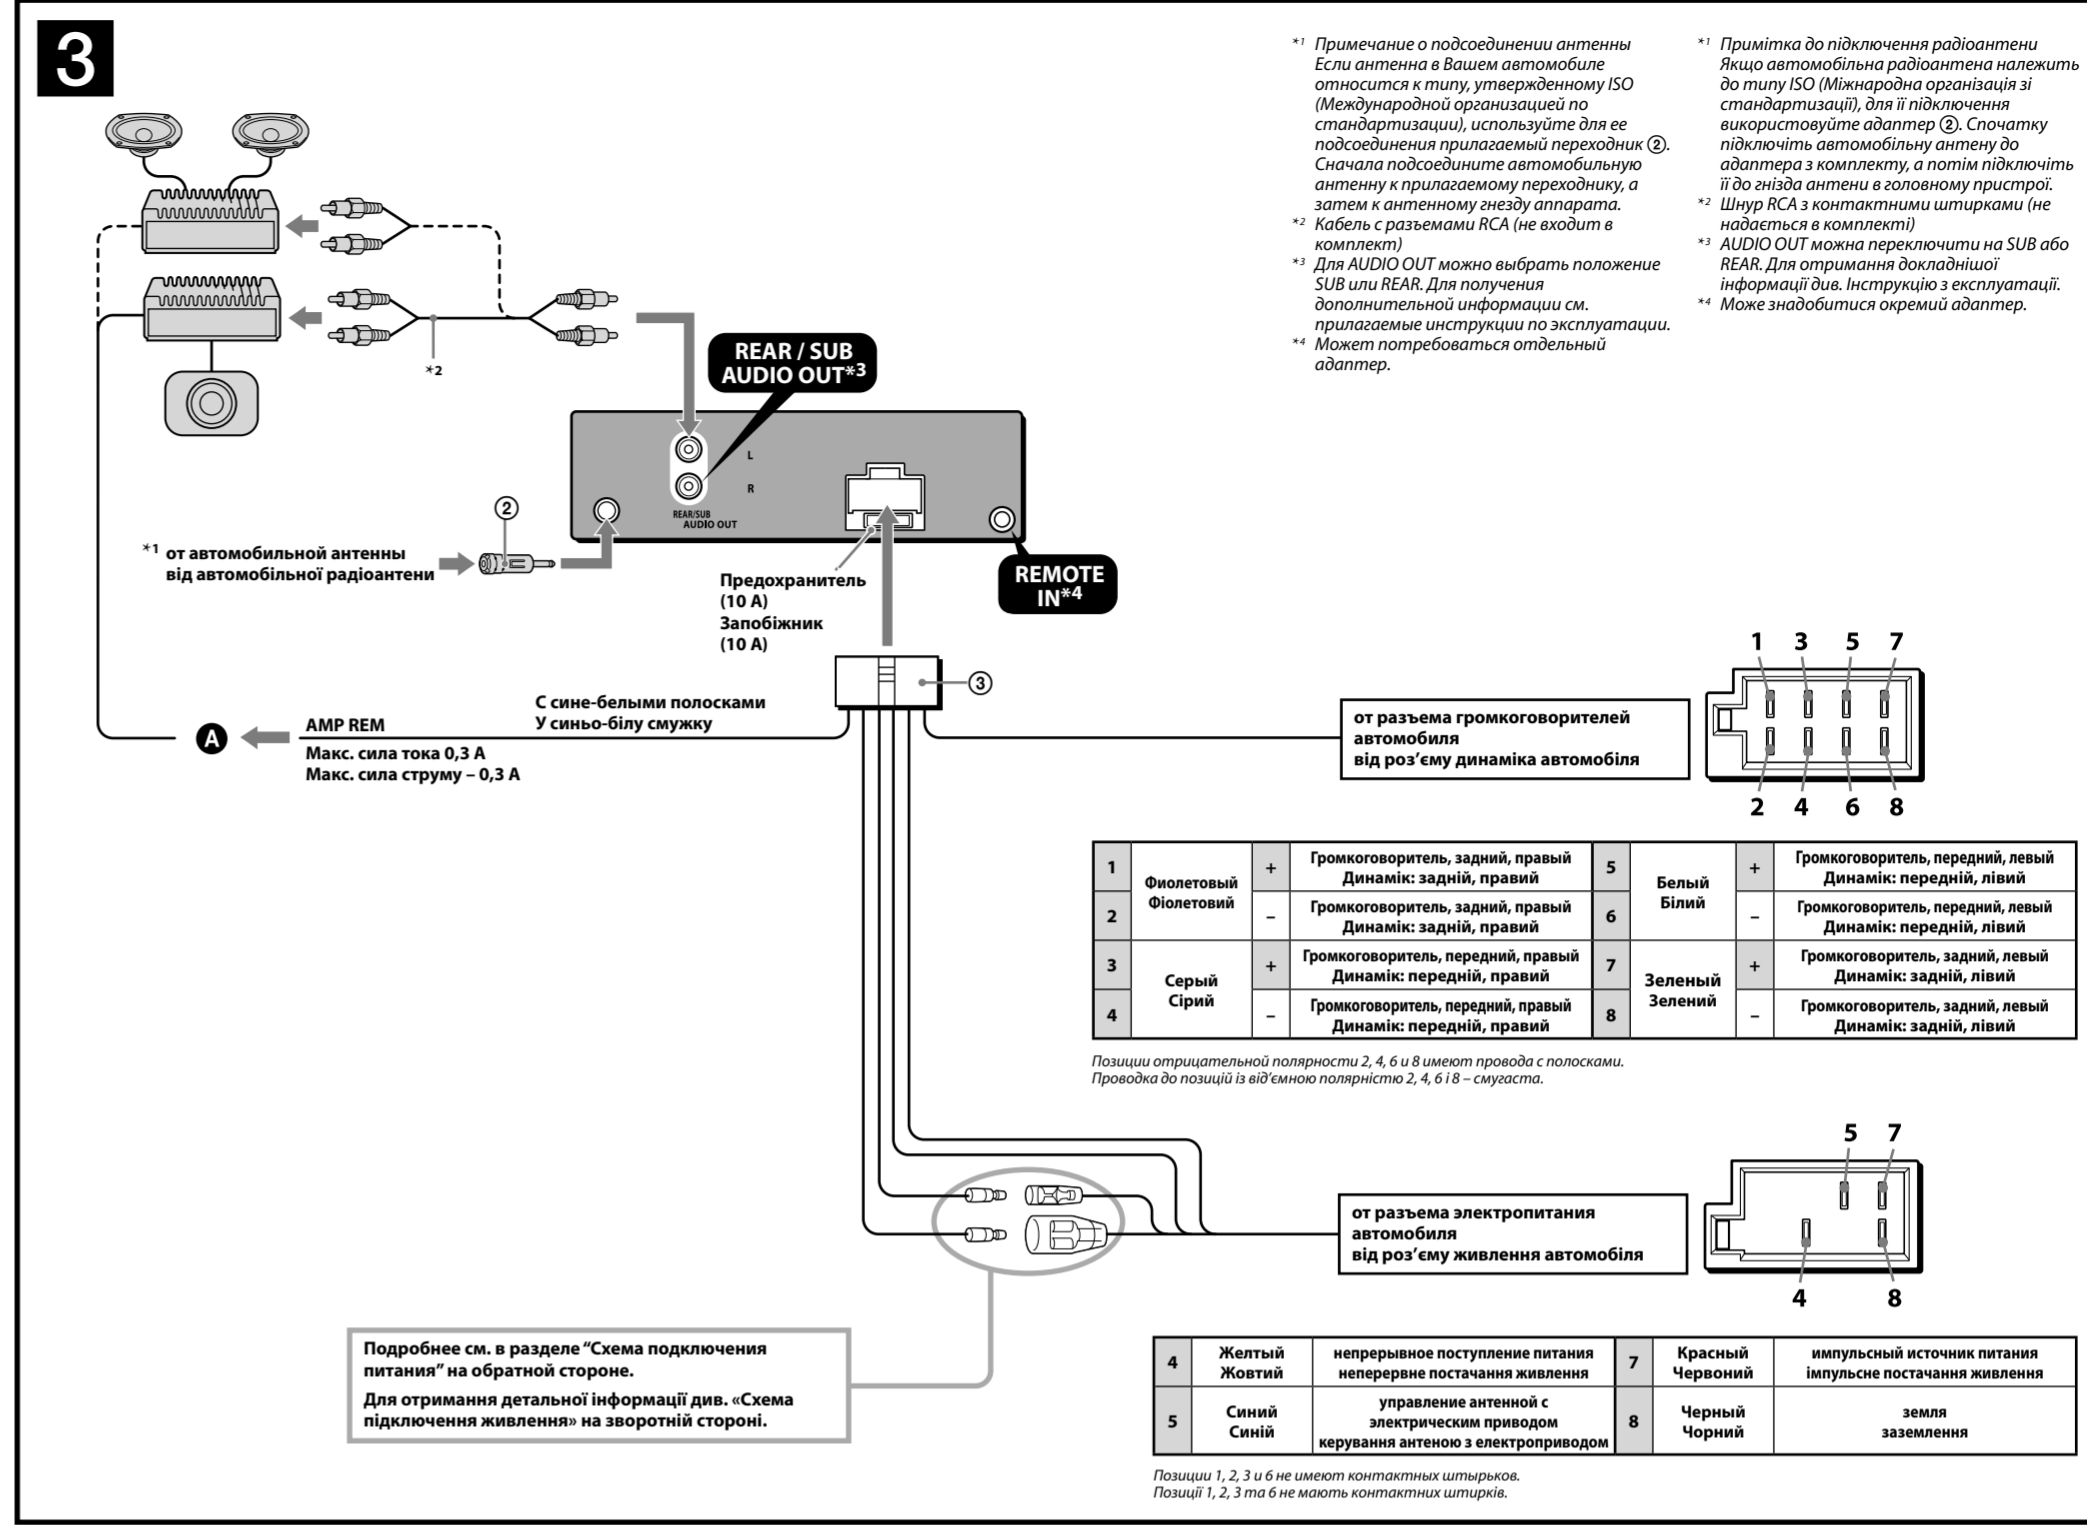 3
*1 Примечание о подсоединении антенны
Если антенна в Вашем автомобиле
относится к типу, утвержденному ISO
(Международной организацией по
стандартизации), используйте для ее
подсоединения прилагаемый переходник ②.
Сначала подсоедините автомобильную
антенну к прилагаемому переходнику, а
затем к антенному гнезду аппарата.
*2 Кабель с разъемами RCA (не входит в
комплект)
*3 Для AUDIO OUT можно выбрать положение
SUB или REAR. Для получения
дополнительной информации см.
прилагаемые инструкции по эксплуатации.
*4 Может потребоваться отдельный
адаптер.
*1 Примітка до підключення радіоантени
Якщо автомобільна радіоантена належить
до типу ISO (Міжнародна організація зі
стандартизації), для її підключення
використовуйте адаптер ②. Спочатку
підключіть автомобільну антену до
адаптера з комплекту, а потім підключіть
її до гнізда антени в головному пристрої.
*2 Шнур RCA з контактними штирками (не
надається в комплекті)
*3 AUDIO OUT можна переключити на SUB або
REAR. Для отримання докладнішої
інформації див. Інструкцію з експлуатації.
*4 Може знадобитися окремий адаптер.
*2
REAR / SUB
AUDIO OUT*3
L
R
REAR/SUB
AUDIO OUT
②
*1 от автомобильной антенны
від автомобільної радіоантени
Предохранитель
(10 A)
Запобіжник
(10 A)
REMOTE
IN*4
③
A
AMP REM
С сине-белыми полосками
У синьо-білу смужку
Макс. сила тока 0,3 A
Макс. сила струму – 0,3 A
от разъема громкоговорителей
автомобиля
від роз’єму динаміка автомобіля
1 3 5 7
2 4 6 8
1 Фиолетовый Фіолетовий + Громкоговоритель, задний, правый
Динамік: задній, правий
2 – Громкоговоритель, задний, правый
Динамік: задній, правий
3 Серый Сірий + Громкоговоритель, передний, правый
Динамік: передній, правий
4 – Громкоговоритель, передний, правый
Динамік: передній, правий
5 Белый Білий + Громкоговоритель, передний, левый
Динамік: передній, лівий
6 – Громкоговоритель, передний, левый
Динамік: передній, лівий
7 Зеленый Зелений + Громкоговоритель, задний, левый
Динамік: задній, лівий
8 – Громкоговоритель, задний, левый
Динамік: задній, лівий
Позиции отрицательной полярности 2, 4, 6 и 8 имеют провода с полосками.
Проводка до позицій із від’ємною полярністю 2, 4, 6 і 8 – смугаста.
от разъема электропитания
автомобиля
від роз’єму живлення автомобіля
5 7
4 8
Подробнее см. в разделе “Схема подключения
питания” на обратной стороне.
Для отримання детальної інформації див. «Схема
підключення живлення» на зворотній стороні.
4 Желтый Жовтий непрерывное поступление питания
неперервне постачання живлення
5 Синий Синій управление антенной с
электрическим приводом
керування антеною з електроприводом
7 Красный Червоний импульсный источник питания
імпульсне постачання живлення
8 Черный Чорний земля
заземлення
Позиции 1, 2, 3 и 6 не имеют контактных штырьков.
Позиції 1, 2, 3 та 6 не мають контактних штирків.